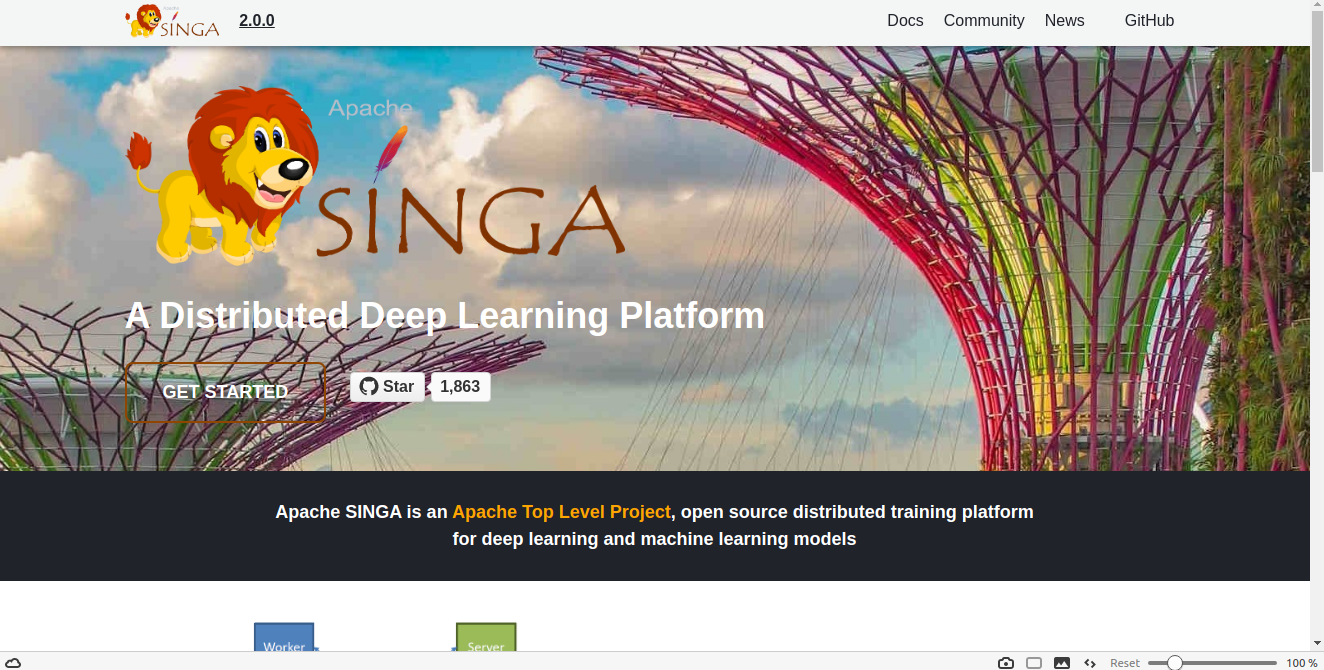 Apache
SINGA
2.0.0
Docs
Community
News
GitHub
Apache
SINGA
A Distributed Deep Learning Platform
GET STARTED
Star
1,863
Apache SINGA is an Apache Top Level Project, open source distributed training platform
for deep learning and machine learning models
Worker
Server
Reset
100 %